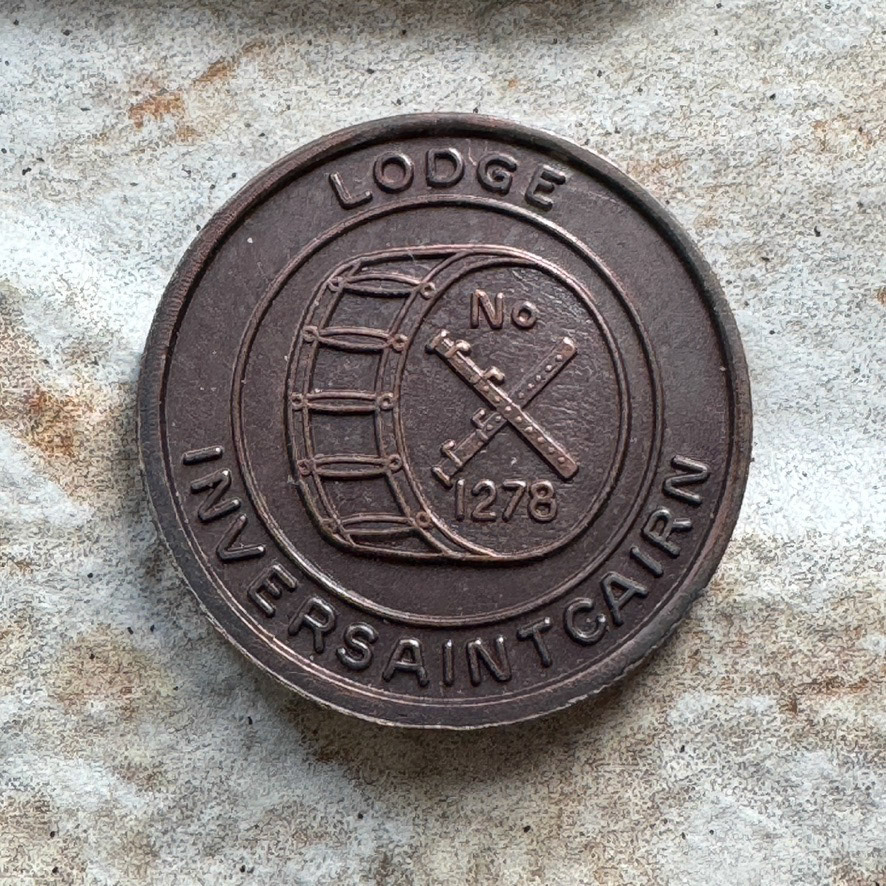 LODGE
No
1278
INVERSAINTCAIRN